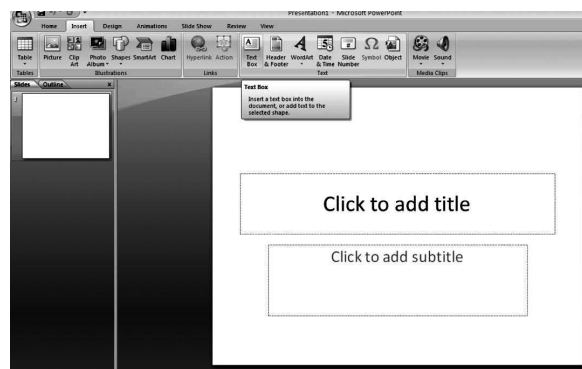 Presentation1 - Microsoft PowerPoint
Home Insert Design Animations Slide Show Review View
Table Picture Clip Art Photo Album Shapes SmartArt Chart Hyperlink Action Text Box Header & Footer WordArt Date & Time Slide Number Symbol Object Movie Sound
Tables Illustrations Links Text Media Clips
Slides Outline x
Text Box
Insert a text box into the
document, or add text to the
selected shape.
1
Click to add title
Click to add subtitle